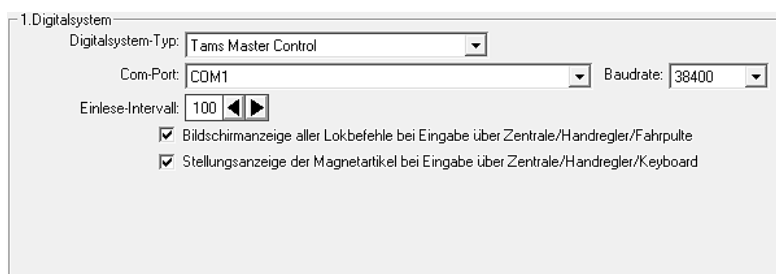 1.Digitalsystem
Digitalsystem-Typ: Tams Master Control
Com-Port: COM1 Baudrate: 38400
Einlese-Intervall: 100
Bildschirmanzeige aller Lokbefehle bei Eingabe über Zentrale/Handregler/Fahrpulte
Stellungsanzeige der Magnetartikel bei Eingabe über Zentrale/Handregler/Keyboard